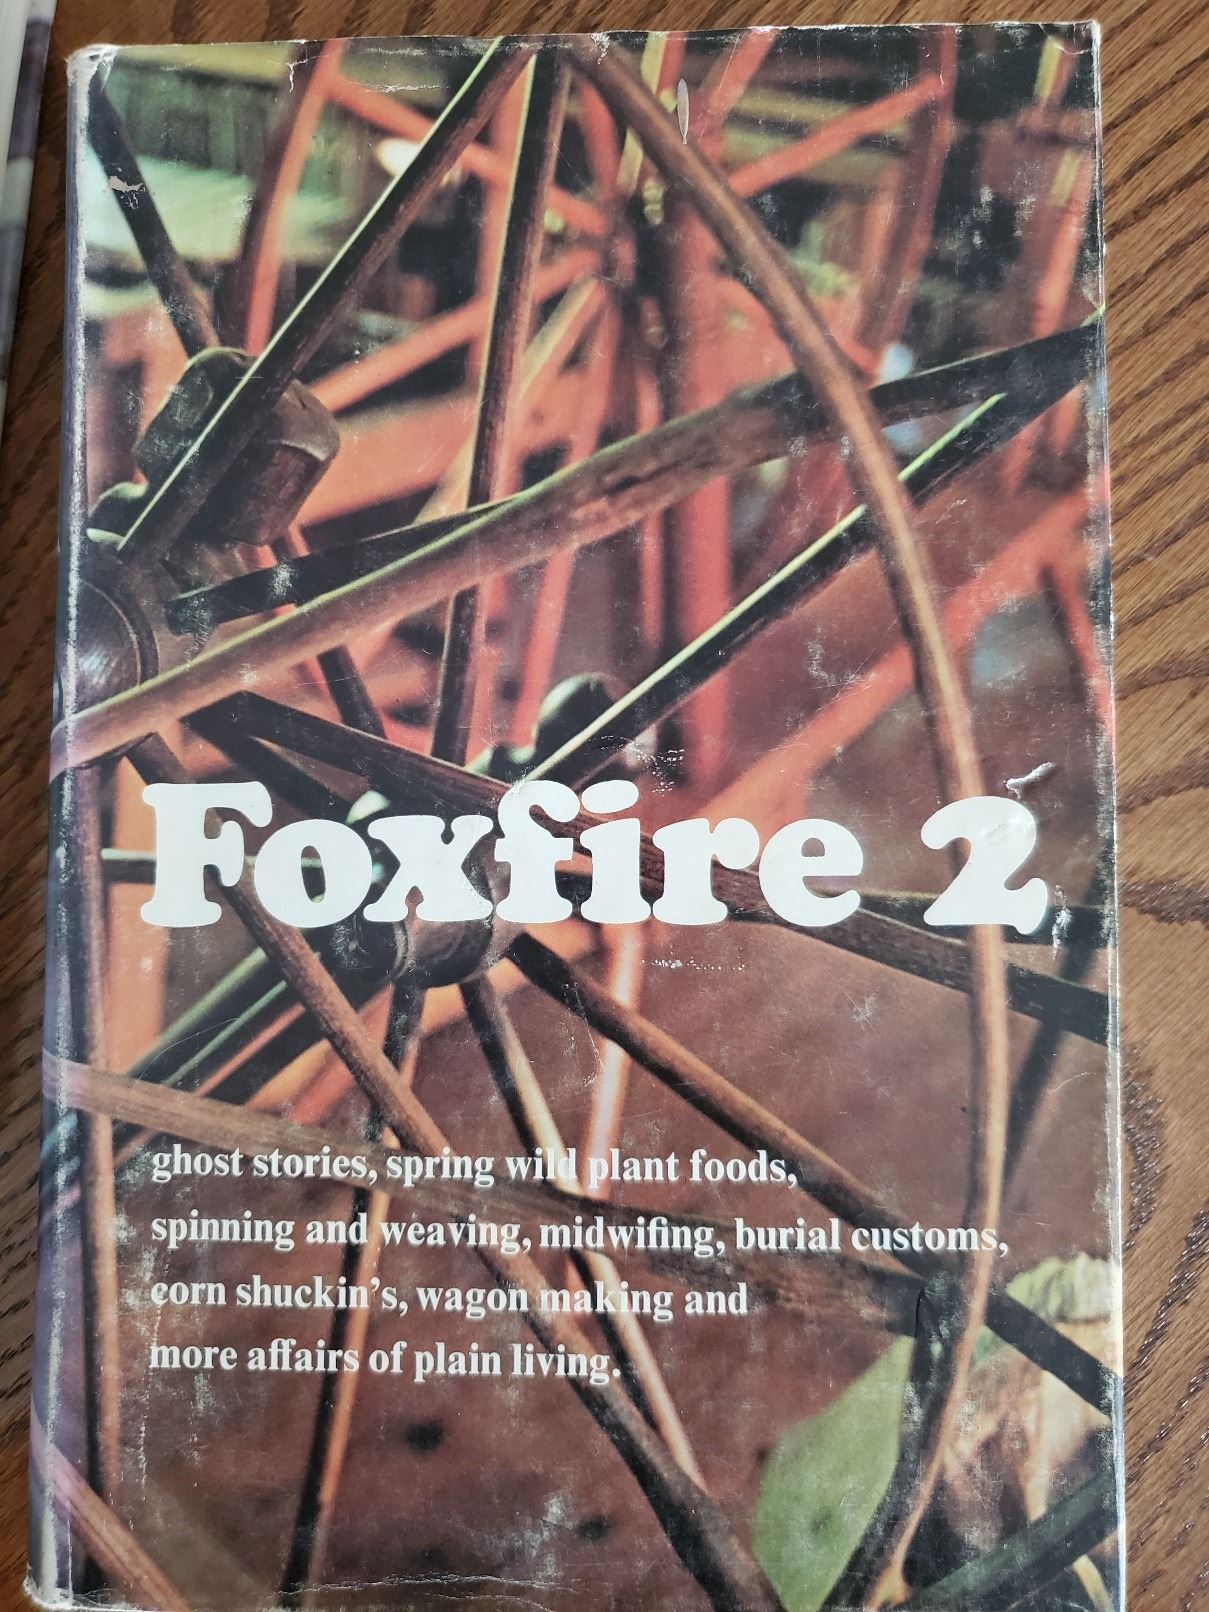 Foxfire 2
ghost stories, spring wild plant foods,
spinning and weaving, midwifing, burial customs,
corn shuckin's, wagon making and
more affairs of plain living.